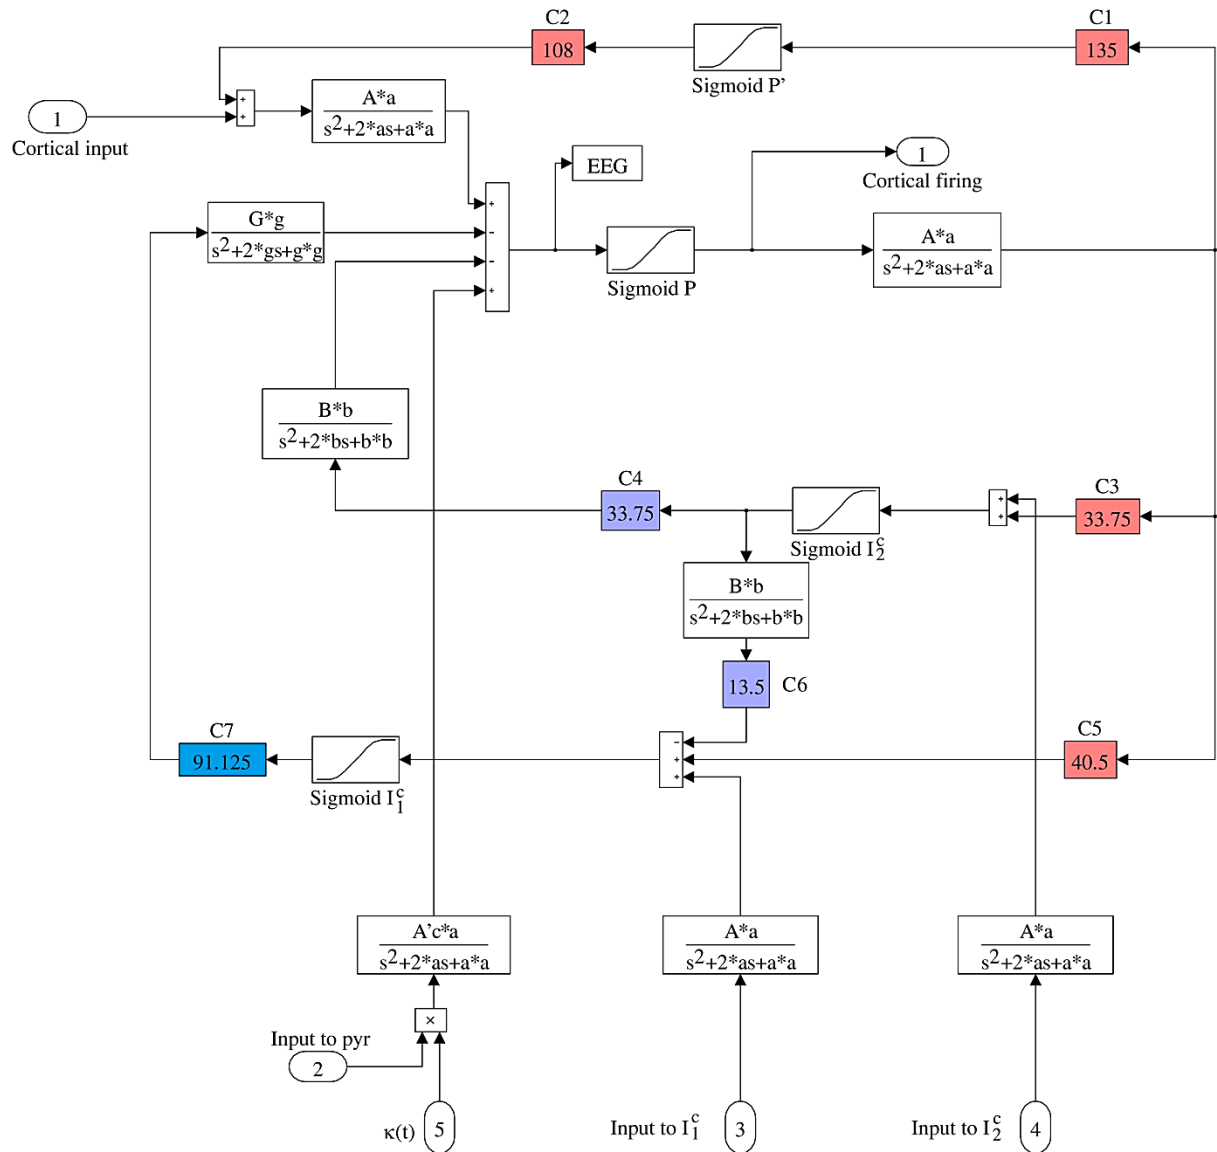 C2
C1
108
135
Sigmoid P'
+
+
A*a
s²+2*as+a*a
1
Cortical input
EEG
1
Cortical firing
+
-
-
+
G*g
s²+2*gs+g*g
Sigmoid P
A*a
s²+2*as+a*a
B*b
s²+2*bs+b*b
C4
C3
33.75
33.75
+
+
Sigmoid I₂ᶜ
B*b
s²+2*bs+b*b
13.5
C6
C7
C5
91.125
40.5
-
+
+
Sigmoid I₁ᶜ
A'c*a
s²+2*as+a*a
A*a
s²+2*as+a*a
A*a
s²+2*as+a*a
×
Input to pyr
2
κ(t)
5
Input to I₁ᶜ
3
Input to I₂ᶜ
4